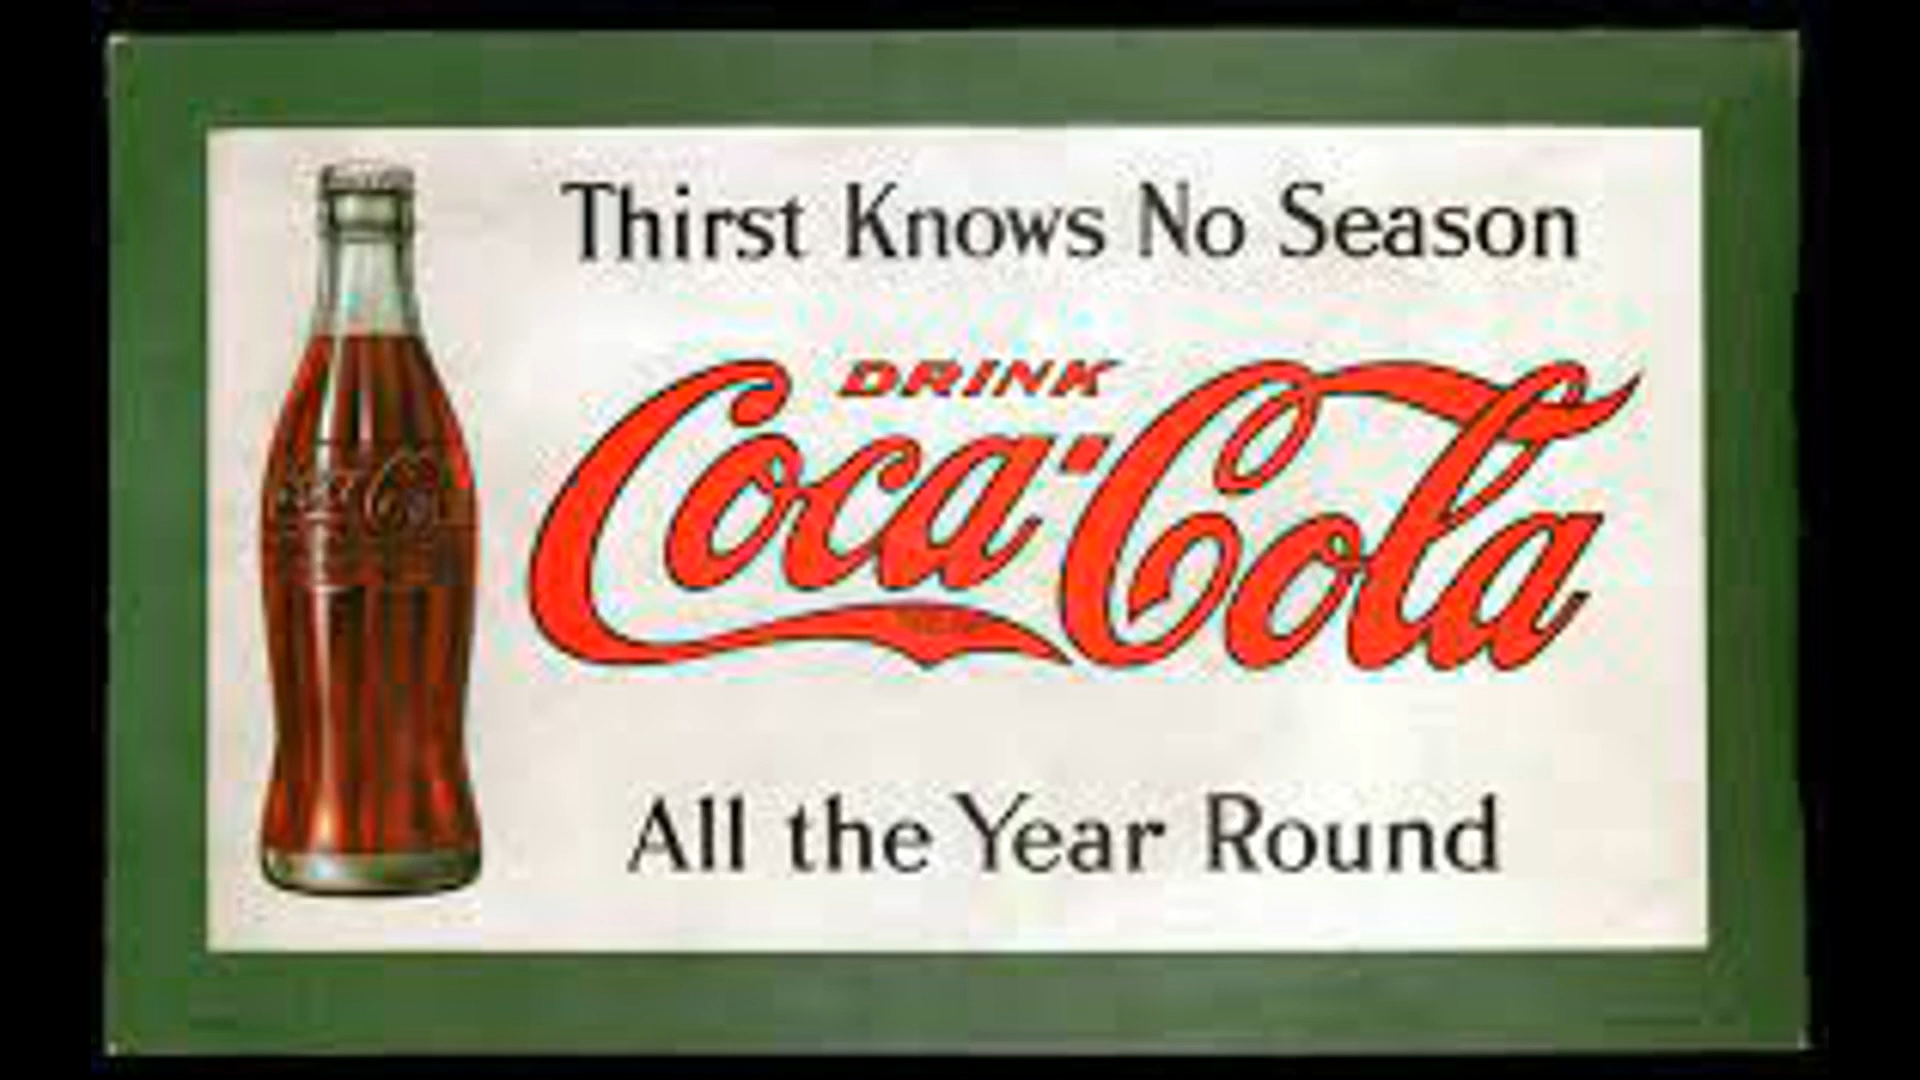 Thirst Knows No Season
DRINK
Coca-Cola
All the Year Round